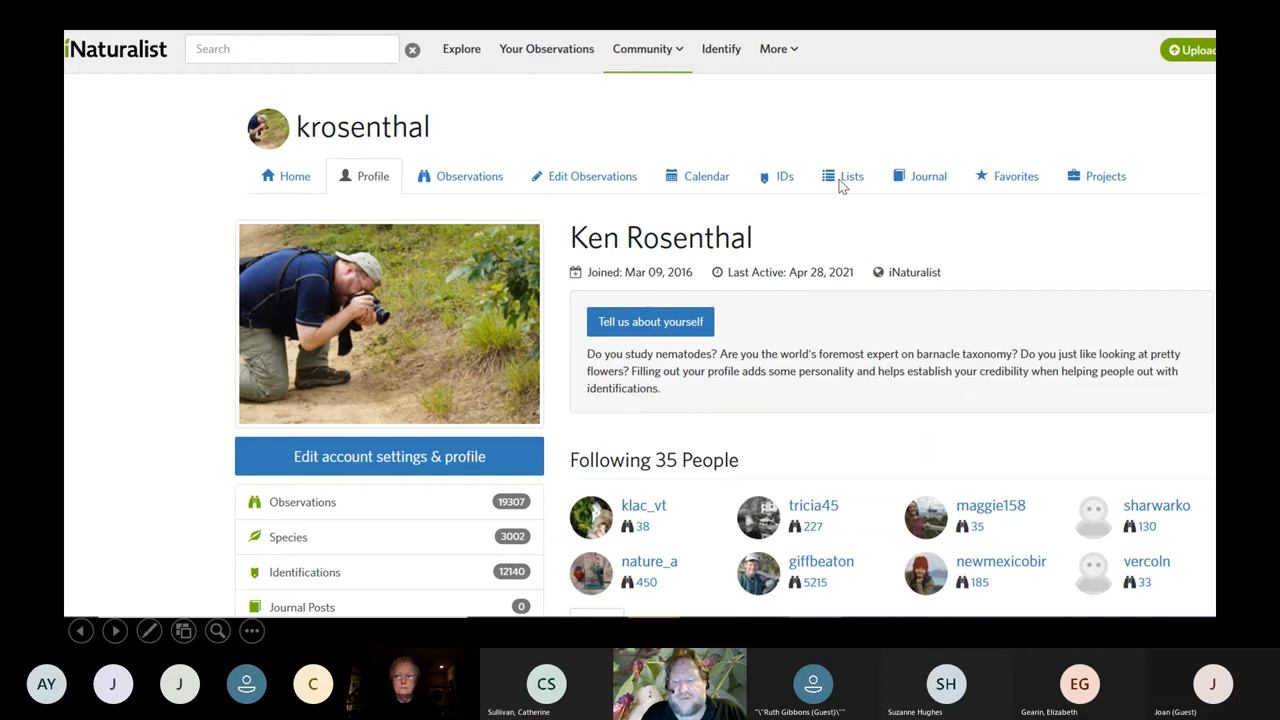 iNaturalist Search Explore Your Observations Community Identify More Upload
krosenthal
Home Profile Observations Edit Observations Calendar IDs Lists Journal Favorites Projects
Ken Rosenthal
Joined: Mar 09, 2016 Last Active: Apr 28, 2021 iNaturalist
Tell us about yourself
Do you study nematodes? Are you the world's foremost expert on barnacle taxonomy? Do you just like looking at pretty
flowers? Filling out your profile adds some personality and helps establish your credibility when helping people out with
identifications.
Edit account settings & profile
Observations 19307
Species 3002
Identifications 12140
Journal Posts 0
Following 35 People
klac_vt tricia45 maggie158 sharwarko
38 227 35 130
nature_a giffbeaton newmexicobir vercoln
450 5215 185 33
AY J J C CS SH EG J
Sullivan, Catherine "\"Ruth Gibbons (Guest)\"" Suzanne Hughes Gearin, Elizabeth Joan (Guest)